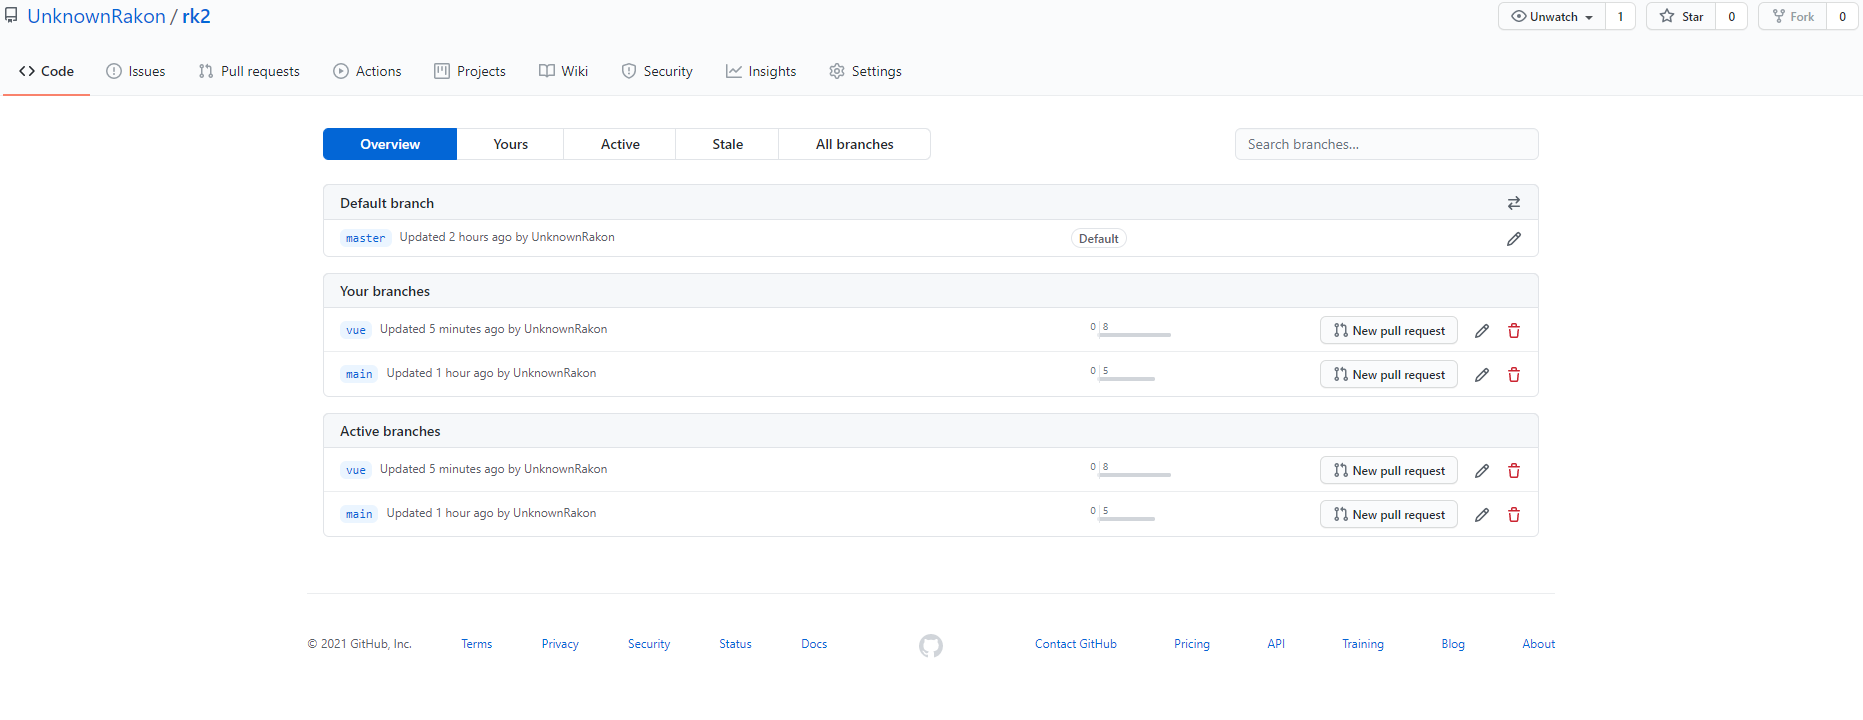 UnknownRakon / rk2
Unwatch 1 Star 0 Fork 0
Code Issues Pull requests Actions Projects Wiki Security Insights Settings
Overview Yours Active Stale All branches Search branches...
Default branch
master Updated 2 hours ago by UnknownRakon Default
Your branches
vue Updated 5 minutes ago by UnknownRakon 0 8 New pull request
main Updated 1 hour ago by UnknownRakon 0 5 New pull request
Active branches
vue Updated 5 minutes ago by UnknownRakon 0 8 New pull request
main Updated 1 hour ago by UnknownRakon 0 5 New pull request
© 2021 GitHub, Inc. Terms Privacy Security Status Docs Contact GitHub Pricing API Training Blog About